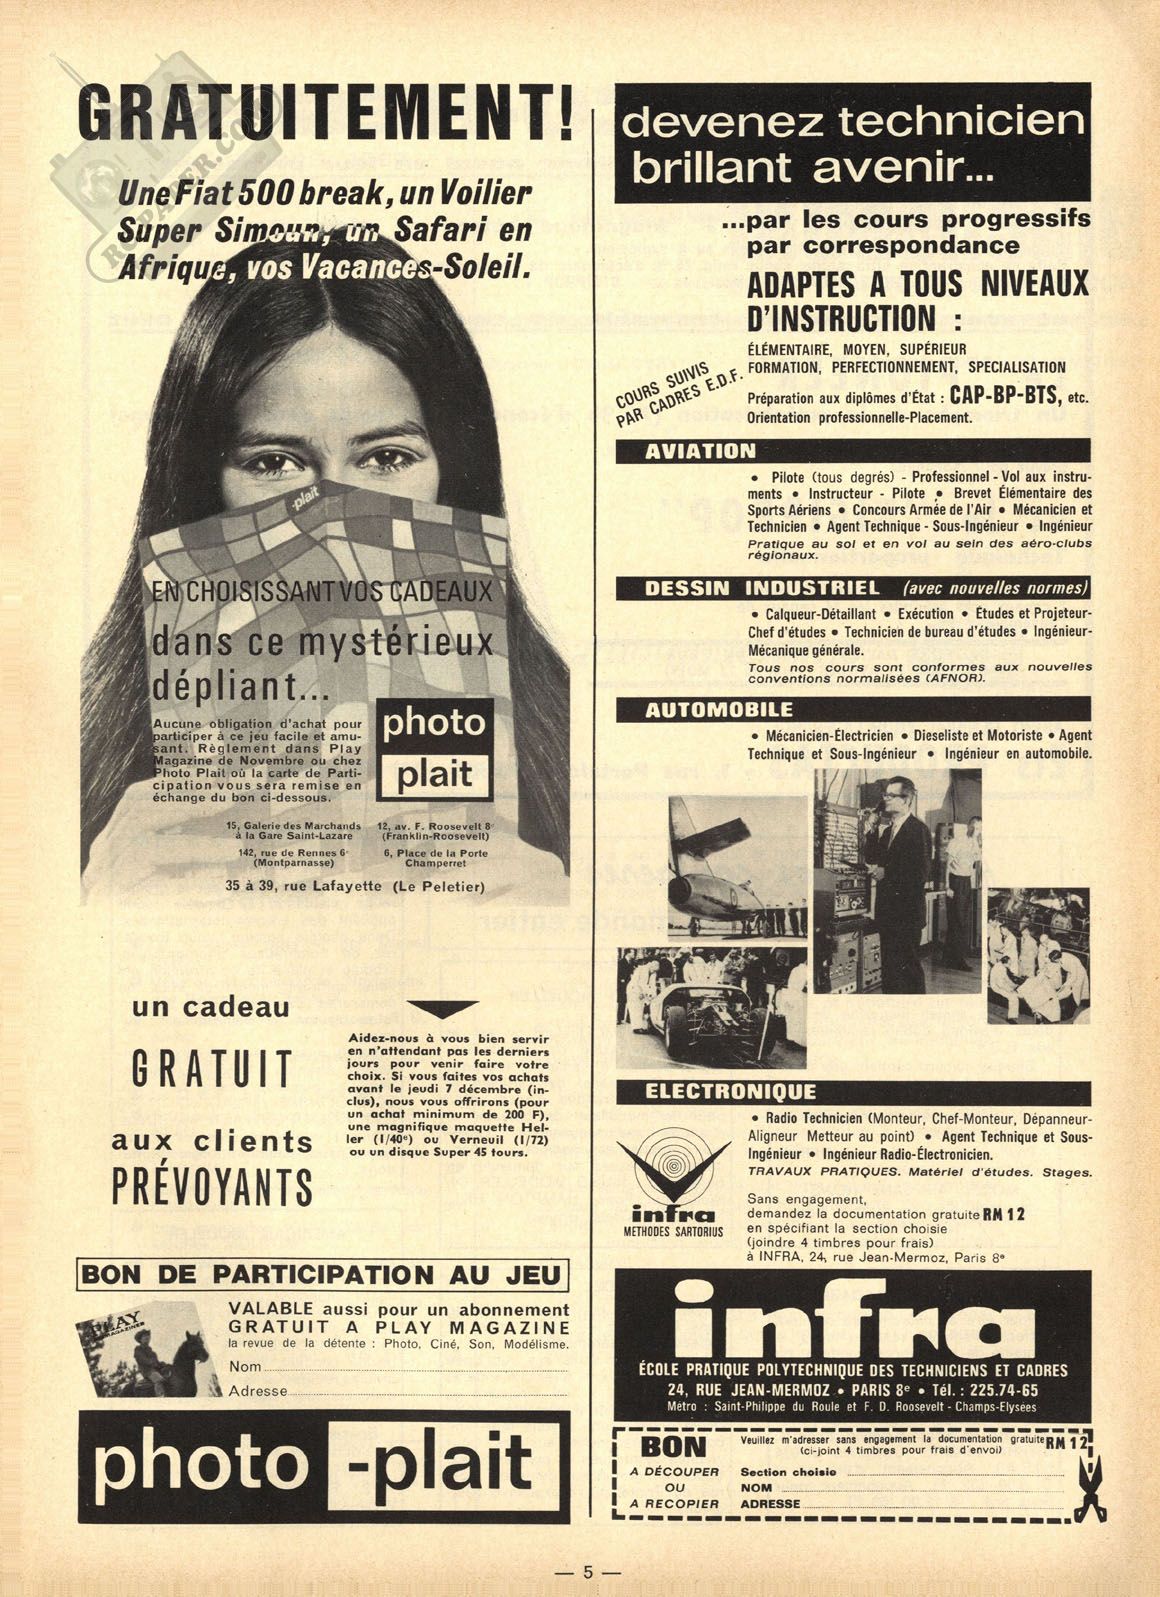 GRATUITEMENT!
Une Fiat 500 break, un Voilier
Super Simoun, un Safari en
Afrique, vos Vacances-Soleil.
-plait
EN CHOISISSANT VOS CADEAUX
dans ce mystérieux
dépliant...
Aucune obligation d'achat pour
participer à ce jeu facile et amu-
sant. Règlement dans Play
Magazine de Novembre ou chez
Photo Plait où la carte de Parti-
cipation vous sera remise en
échange du bon ci-dessous.
photo
plait
15, Galerie des Marchands
à la Gare Saint-Lazare
12, av. F. Roosevelt 8e
(Franklin-Roosevelt)
142, rue de Rennes 6e
(Montparnasse)
6, Place de la Porte
Champerret
35 à 39, rue Lafayette (Le Peletier)
un cadeau
GRATUIT
aux clients
PRÉVOYANTS
Aidez-nous à vous bien servir
en n'attendant pas les derniers
jours pour venir faire votre
choix. Si vous faites vos achats
avant le jeudi 7 décembre (in-
clus), nous vous offrirons (pour
un achat minimum de 200 F),
une magnifique maquette Hel-
ler (1/40e) ou Verneuil (1/72)
ou un disque Super 45 tours.
BON DE PARTICIPATION AU JEU
PLAY
MAGAZINE
VALABLE aussi pour un abonnement
GRATUIT A PLAY MAGAZINE
la revue de la détente : Photo, Ciné, Son, Modélisme.
Nom
Adresse
photo -plait
devenez technicien
brillant avenir...
...par les cours progressifs
par correspondance
ADAPTES A TOUS NIVEAUX
D'INSTRUCTION :
ÉLÉMENTAIRE, MOYEN, SUPÉRIEUR
FORMATION, PERFECTIONNEMENT, SPECIALISATION
COURS SUIVIS
PAR CADRES E.D.F.
Préparation aux diplômes d'État : CAP-BP-BTS, etc.
Orientation professionnelle-Placement.
AVIATION
• Pilote (tous degrés) - Professionnel - Vol aux instru-
ments • Instructeur - Pilote • Brevet Élémentaire des
Sports Aériens • Concours Armée de l'Air • Mécanicien et
Technicien • Agent Technique - Sous-Ingénieur • Ingénieur
Pratique au sol et en vol au sein des aéro-clubs
régionaux.
DESSIN INDUSTRIEL (avec nouvelles normes)
• Calqueur-Détaillant • Exécution • Études et Projeteur-
Chef d'études • Technicien de bureau d'études • Ingénieur-
Mécanique générale.
Tous nos cours sont conformes aux nouvelles
conventions normalisées (AFNOR).
AUTOMOBILE
• Mécanicien-Électricien • Dieseliste et Motoriste • Agent
Technique et Sous-Ingénieur • Ingénieur en automobile.
ELECTRONIQUE
• Radio Technicien (Monteur, Chef-Monteur, Dépanneur-
Aligneur Metteur au point) • Agent Technique et Sous-
Ingénieur • Ingénieur Radio-Électronicien.
TRAVAUX PRATIQUES. Matériel d'études. Stages.
infra
METHODES SARTORIUS
Sans engagement,
demandez la documentation gratuite RM 12
en spécifiant la section choisie
(joindre 4 timbres pour frais)
à INFRA, 24, rue Jean-Mermoz, Paris 8e
infra
ÉCOLE PRATIQUE POLYTECHNIQUE DES TECHNICIENS ET CADRES
24, RUE JEAN-MERMOZ • PARIS 8e • Tél. : 225.74-65
Métro : Saint-Philippe du Roule et F. D. Roosevelt - Champs-Elysées
BON
A DÉCOUPER
OU
A RECOPIER
Veuillez m'adresser sans engagement la documentation gratuite RM 12
(ci-joint 4 timbres pour frais d'envoi)
Section choisie
NOM
ADRESSE
— 5 —